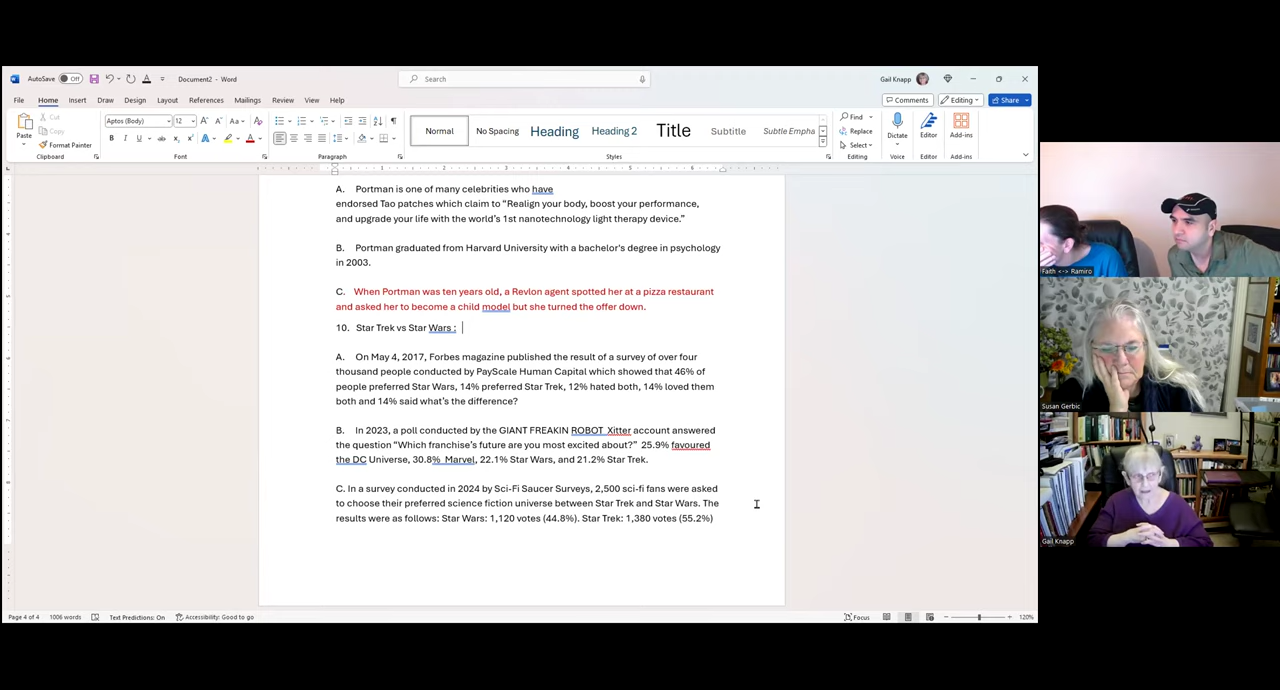 AutoSave Off Document2 - Word Search Gail Knapp
File Home Insert Draw Design Layout References Mailings Review View Help Comments Editing Share
Paste Cut Copy Format Painter
Aptos (Body) 12
Normal No Spacing Heading Heading 2 Title Subtitle Subtle Empha
Find Replace Select Dictate Editor Add-ins
Clipboard Font Paragraph Styles Editing Voice Editor Add-ins
A. Portman is one of many celebrities who have
endorsed Tao patches which claim to “Realign your body, boost your performance,
and upgrade your life with the world’s 1st nanotechnology light therapy device.”
B. Portman graduated from Harvard University with a bachelor's degree in psychology
in 2003.
C. When Portman was ten years old, a Revlon agent spotted her at a pizza restaurant
and asked her to become a child model but she turned the offer down.
10. Star Trek vs Star Wars :
A. On May 4, 2017, Forbes magazine published the result of a survey of over four
thousand people conducted by PayScale Human Capital which showed that 46% of
people preferred Star Wars, 14% preferred Star Trek, 12% hated both, 14% loved them
both and 14% said what’s the difference?
B. In 2023, a poll conducted by the GIANT FREAKIN ROBOT Xitter account answered
the question “Which franchise’s future are you most excited about?” 25.9% favoured
the DC Universe, 30.8% Marvel, 22.1% Star Wars, and 21.2% Star Trek.
C. In a survey conducted in 2024 by Sci-Fi Saucer Surveys, 2,500 sci-fi fans were asked
to choose their preferred science fiction universe between Star Trek and Star Wars. The
results were as follows: Star Wars: 1,120 votes (44.8%). Star Trek: 1,380 votes (55.2%)
Page 4 of 4 1006 words Text Predictions: On Accessibility: Good to go Focus 120%
Faith <-> Ramiro
Susan Gerbic
Gail Knapp